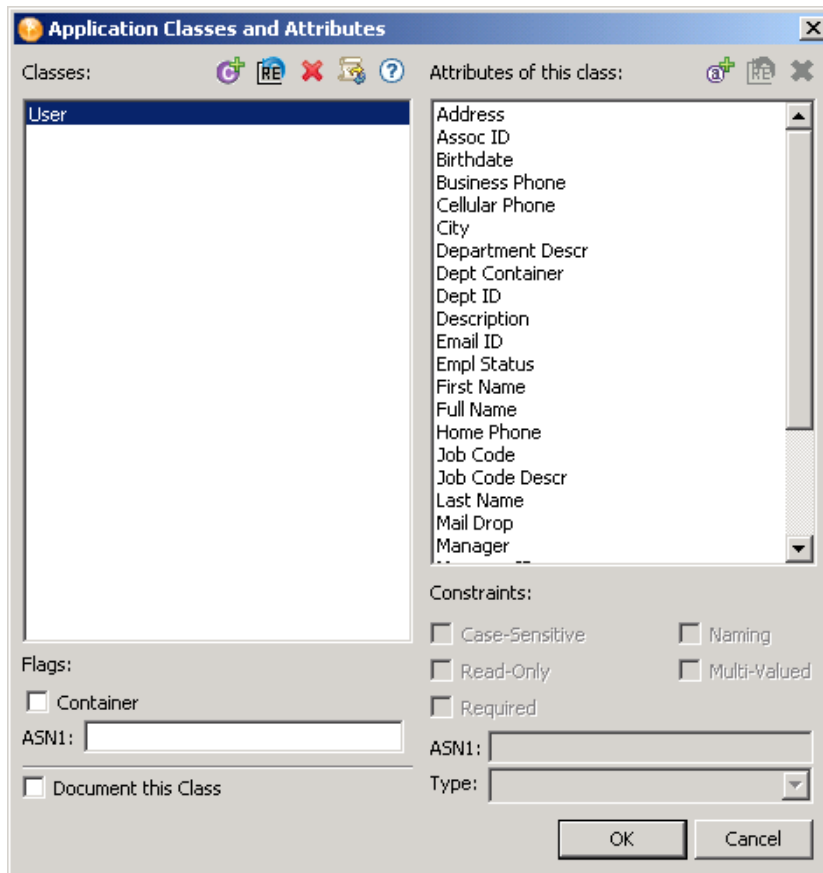 Application Classes and Attributes
Classes:
RE
User
Flags:
Container
ASN1:
Document this Class
Attributes of this class:
a
RE
Address
Assoc ID
Birthdate
Business Phone
Cellular Phone
City
Department Descr
Dept Container
Dept ID
Description
Email ID
Empl Status
First Name
Full Name
Home Phone
Job Code
Job Code Descr
Last Name
Mail Drop
Manager
Constraints:
Case-Sensitive
Naming
Read-Only
Multi-Valued
Required
ASN1:
Type:
OK
Cancel